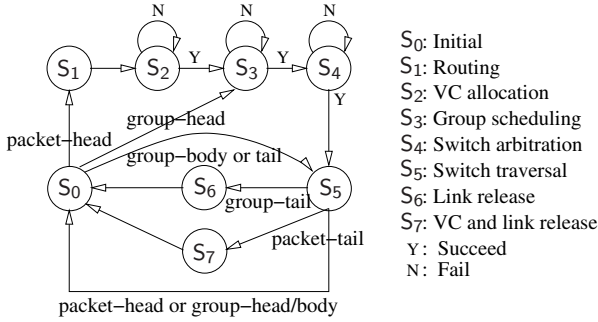 N
N
N
S1
S2
Y
S3
Y
S4
Y
packet-head
group-head
group-body or tail
S0
S6
group-tail
S5
S7
packet-tail
packet-head or group-head/body
S0: Initial
S1: Routing
S2: VC allocation
S3: Group scheduling
S4: Switch arbitration
S5: Switch traversal
S6: Link release
S7: VC and link release
Y: Succeed
N: Fail